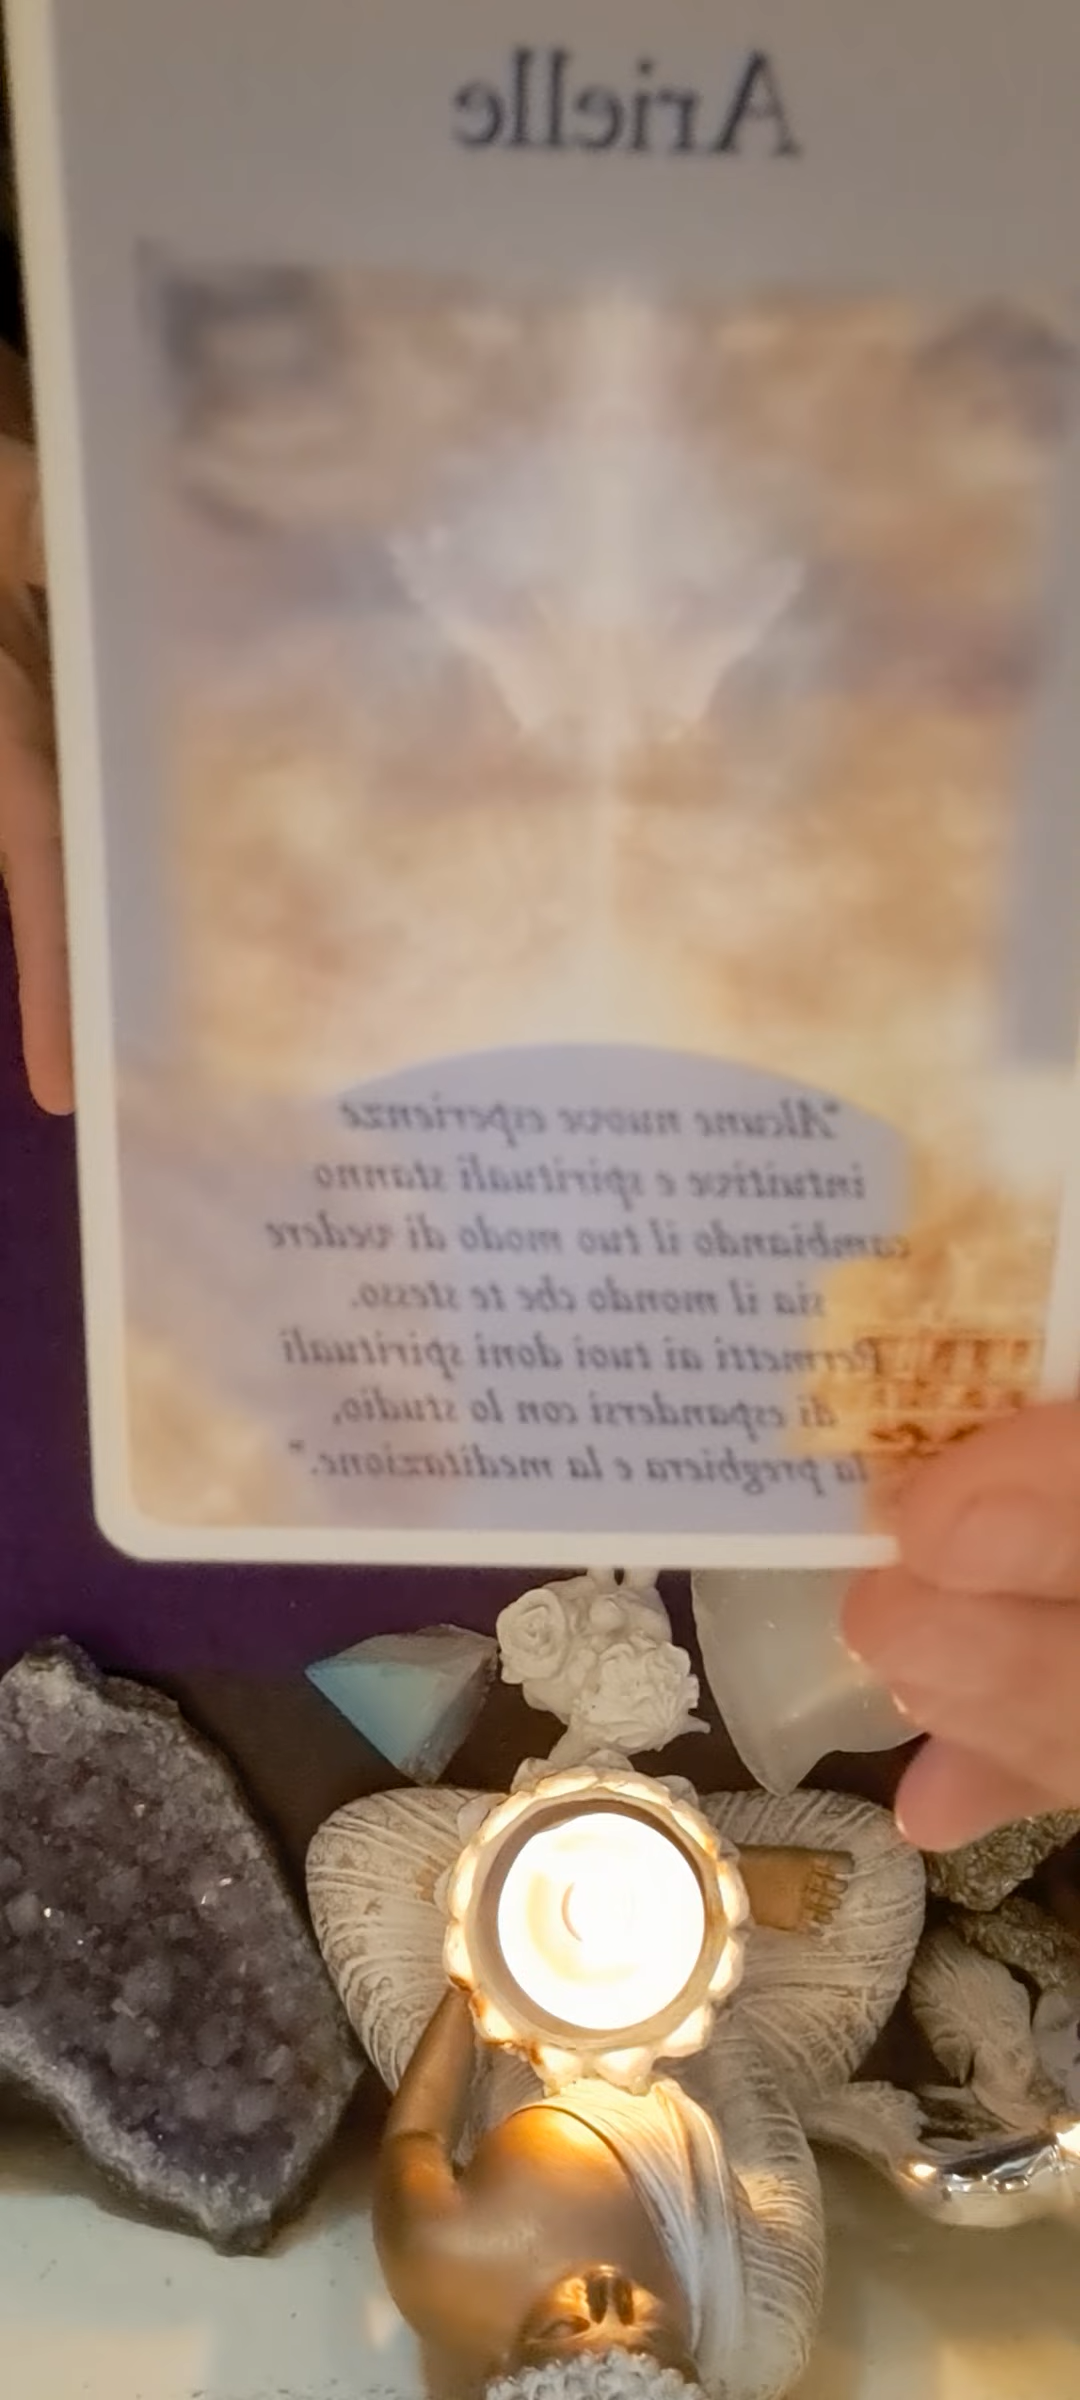 Arielle
"Alcune nuove esperienze
intuitive e spirituali stanno
cambiando il tuo modo di vedere
sia il mondo che te stesso.
Permetti ai tuoi doni spirituali
di espandersi con lo studio,
la preghiera e la meditazione."